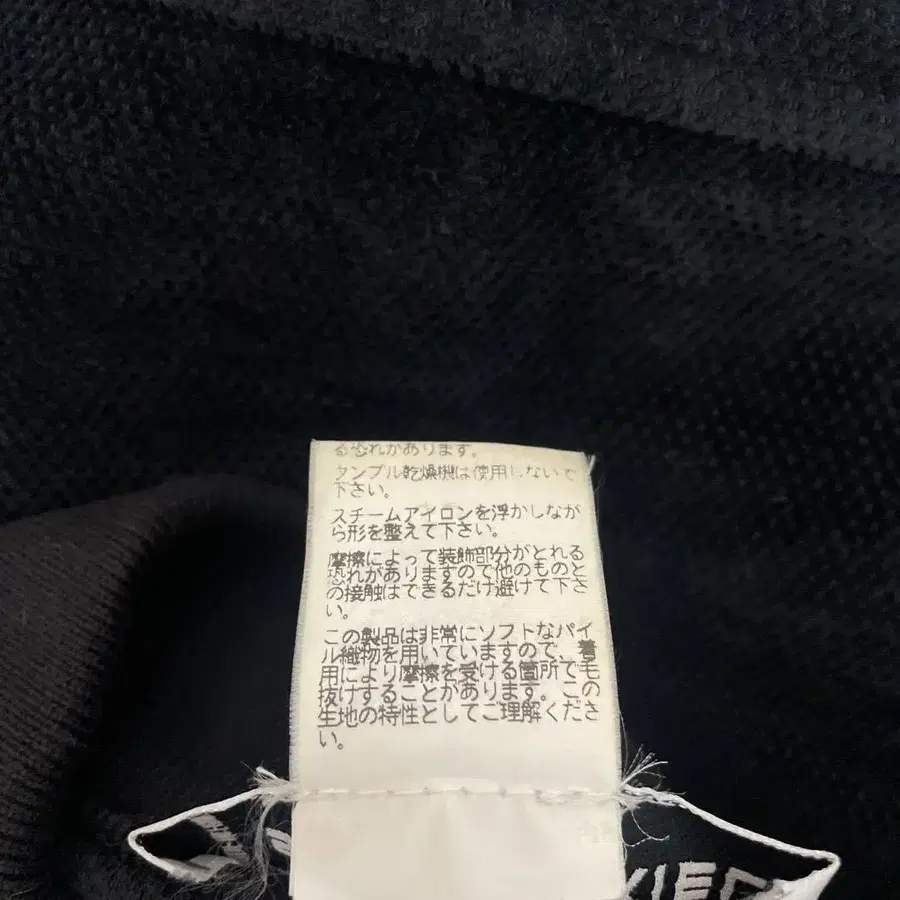 る恐れがあります。
タンブル乾燥機は使用しないで
下さい。
スチームアイロンを浮かしなが
ら形を整えて下さい。
摩擦によって装飾部分がとれる
恐れがありますので他のものと
の接触はできるだけ避けて下さ
い。
この製品は非常にソフトなパイ
ル織物を用いていますので、着
用により摩擦を受ける箇所で毛
抜けすることがあります。この
生地の特性としてご理解くださ
い。